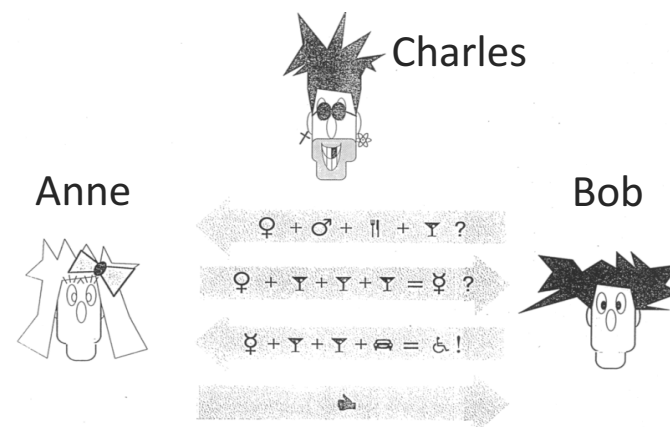 Charles
Anne
Bob
♀ + ♂ + 🍴 + 🍸 ?
♀ + 🍸 + 🍸 + 🍸 = ☿ ?
☿ + 🍸 + 🍸 + 🚗 = ♿ !